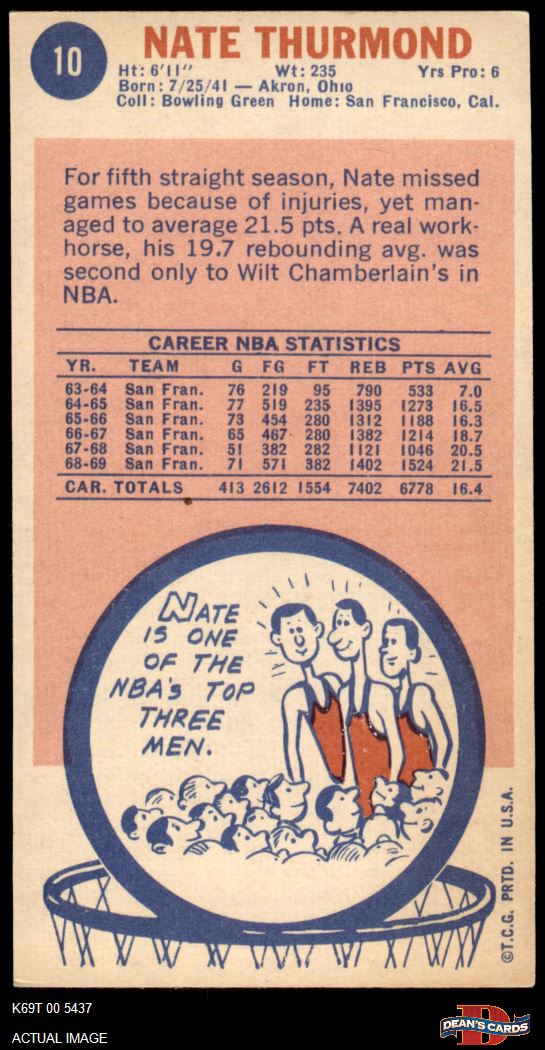 10
NATE THURMOND
Ht: 6'11" Wt: 235 Yrs Pro: 6
Born: 7/25/41 — Akron, Ohio
Coll: Bowling Green Home: San Francisco, Cal.
For fifth straight season, Nate missed
games because of injuries, yet man-
aged to average 21.5 pts. A real work-
horse, his 19.7 rebounding avg. was
second only to Wilt Chamberlain's in
NBA.
CAREER NBA STATISTICS
YR. TEAM G FG FT REB PTS AVG
63-64 San Fran. 76 219 95 790 533 7.0
64-65 San Fran. 77 519 235 1395 1273 16.5
65-66 San Fran. 73 454 280 1312 1188 16.3
66-67 San Fran. 65 467 280 1382 1214 18.7
67-68 San Fran. 51 382 282 1121 1046 20.5
68-69 San Fran. 71 571 382 1402 1524 21.5
CAR. TOTALS 413 2612 1554 7402 6778 16.4
NATE
IS ONE
OF THE
NBA'S TOP
THREE
MEN.
©T.C.G. PRTD. IN U.S.A.
K69T 00 5437
ACTUAL IMAGE
D
DEAN'S CARDS